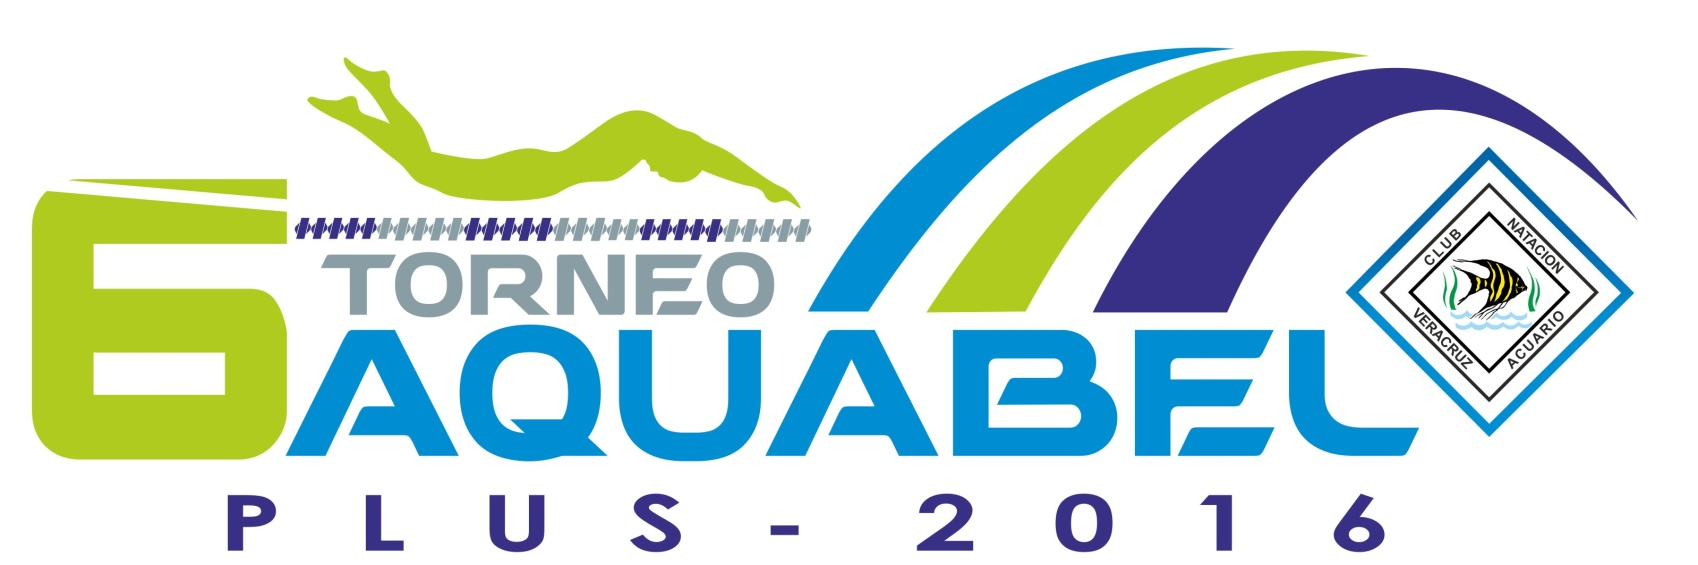 6 TORNEO
AQUABEL
PLUS - 2016
CLUB NATACION
VERACRUZ ACUARIO